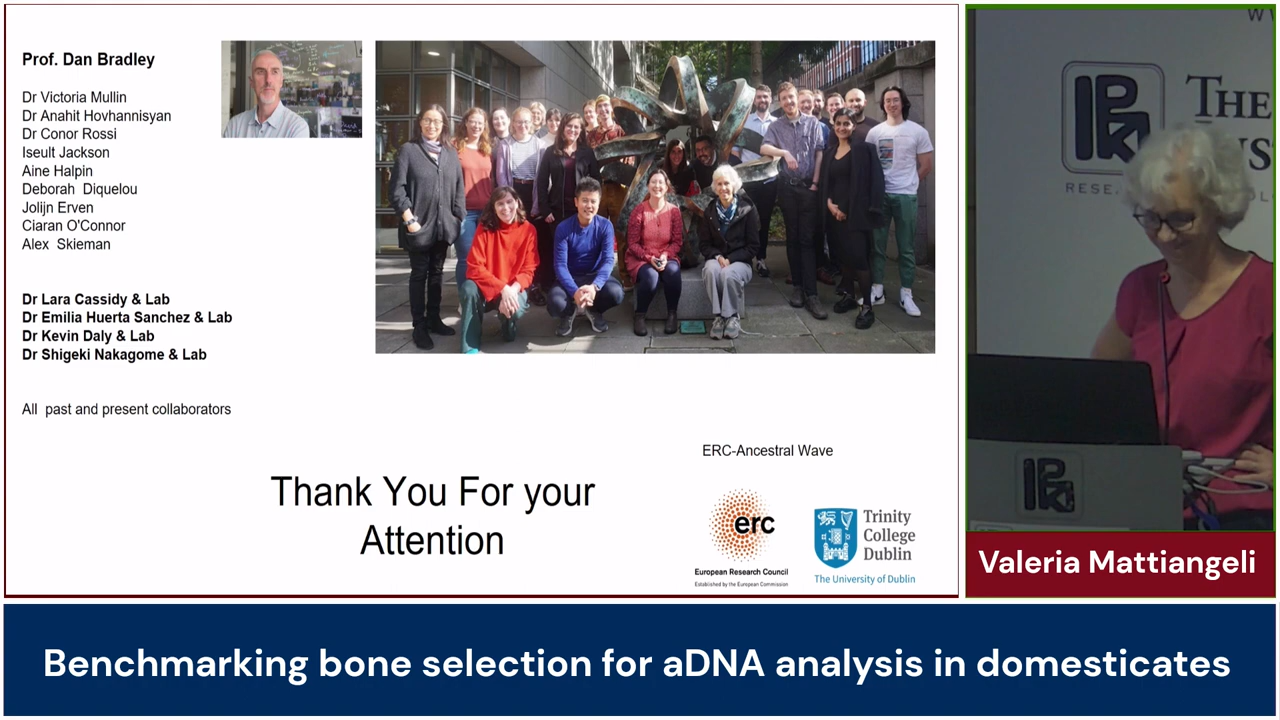 Prof. Dan Bradley
Dr Victoria Mullin
Dr Anahit Hovhannisyan
Dr Conor Rossi
Iseult Jackson
Aine Halpin
Deborah Diquelou
Jolijn Erven
Ciaran O'Connor
Alex Skieman
Dr Lara Cassidy & Lab
Dr Emilia Huerta Sanchez & Lab
Dr Kevin Daly & Lab
Dr Shigeki Nakagome & Lab
All past and present collaborators
Thank You For your
Attention
ERC-Ancestral Wave
erc
European Research Council
Established by the European Commission
Trinity
College
Dublin
The University of Dublin
THE
Valeria Mattiangeli
Benchmarking bone selection for aDNA analysis in domesticates